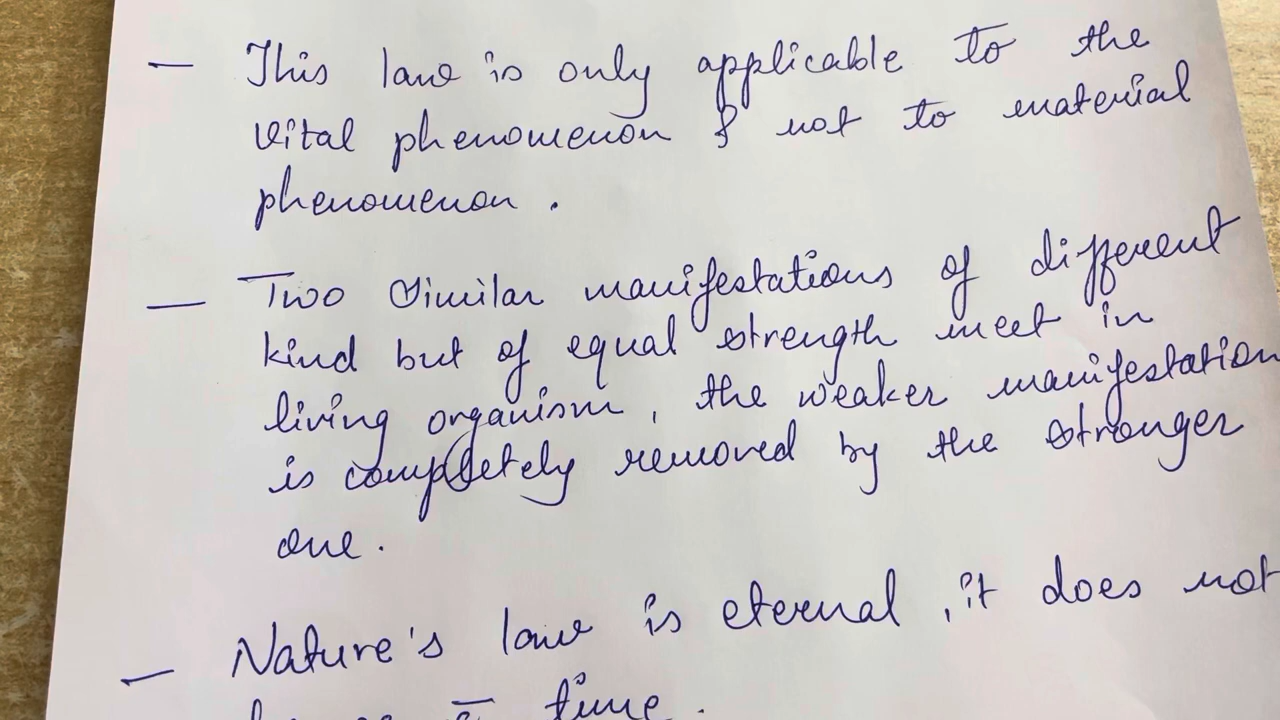 — This law is only applicable to the
vital phenomenon & not to material
phenomenon.
— Two similar manifestations of different
kind but of equal strength meet in
living organism, the weaker manifestation
is completely removed by the stronger
one.
— Nature's law is eternal, it does not
time.